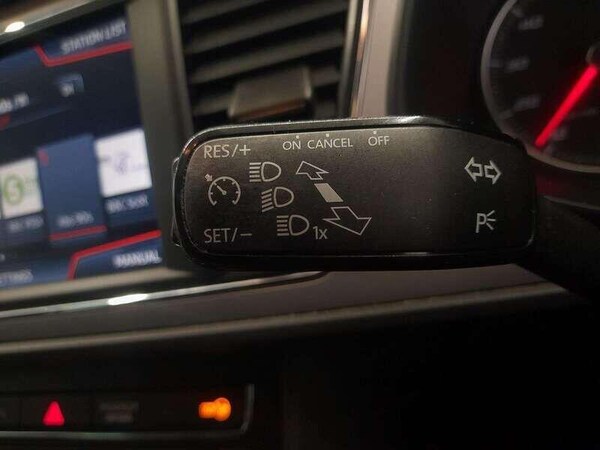 STATION LIST
RES/+
ON CANCEL OFF
SET/-
1x
P
MANUAL